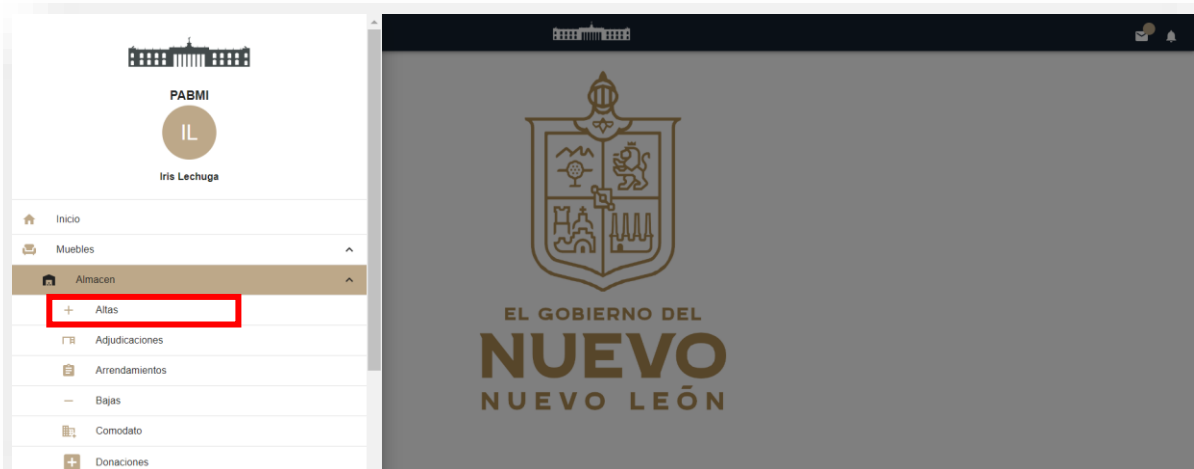 PABMI
IL
Iris Lechuga
Inicio
Muebles
Almacen
Altas
Adjudicaciones
Arrendamientos
Bajas
Comodato
Donaciones
EL GOBIERNO DEL
NUEVO
NUEVO LEÓN